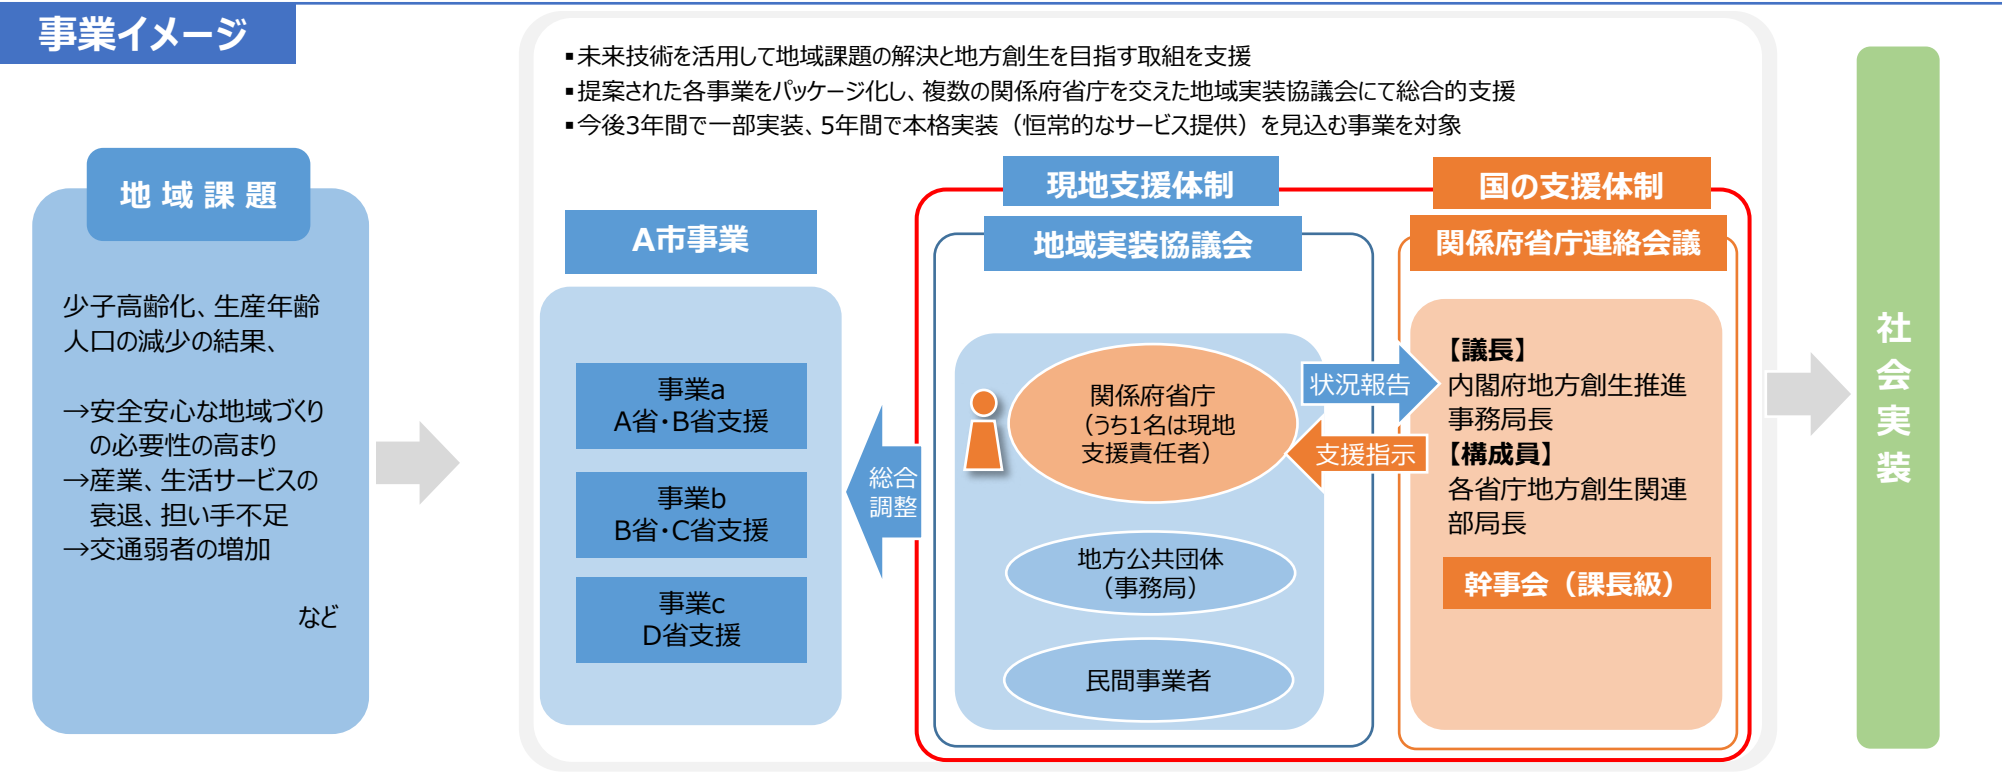 事業イメージ
▪未来技術を活用して地域課題の解決と地方創生を目指す取組を支援
▪提案された各事業をパッケージ化し、複数の関係府省庁を交えた地域実装協議会にて総合的支援
▪今後3年間で一部実装、5年間で本格実装（恒常的なサービス提供）を見込む事業を対象
地域課題
少子高齢化、生産年齢
人口の減少の結果、
→安全安心な地域づくり
の必要性の高まり
→産業、生活サービスの
衰退、担い手不足
→交通弱者の増加
など
A市事業
事業a
A省・B省支援
事業b
B省・C省支援
事業c
D省支援
総合
調整
現地支援体制
地域実装協議会
関係府省庁
（うち1名は現地
支援責任者）
地方公共団体
（事務局）
民間事業者
状況報告
支援指示
国の支援体制
関係府省庁連絡会議
【議長】
内閣府地方創生推進
事務局長
【構成員】
各省庁地方創生関連
部局長
幹事会（課長級）
社会実装